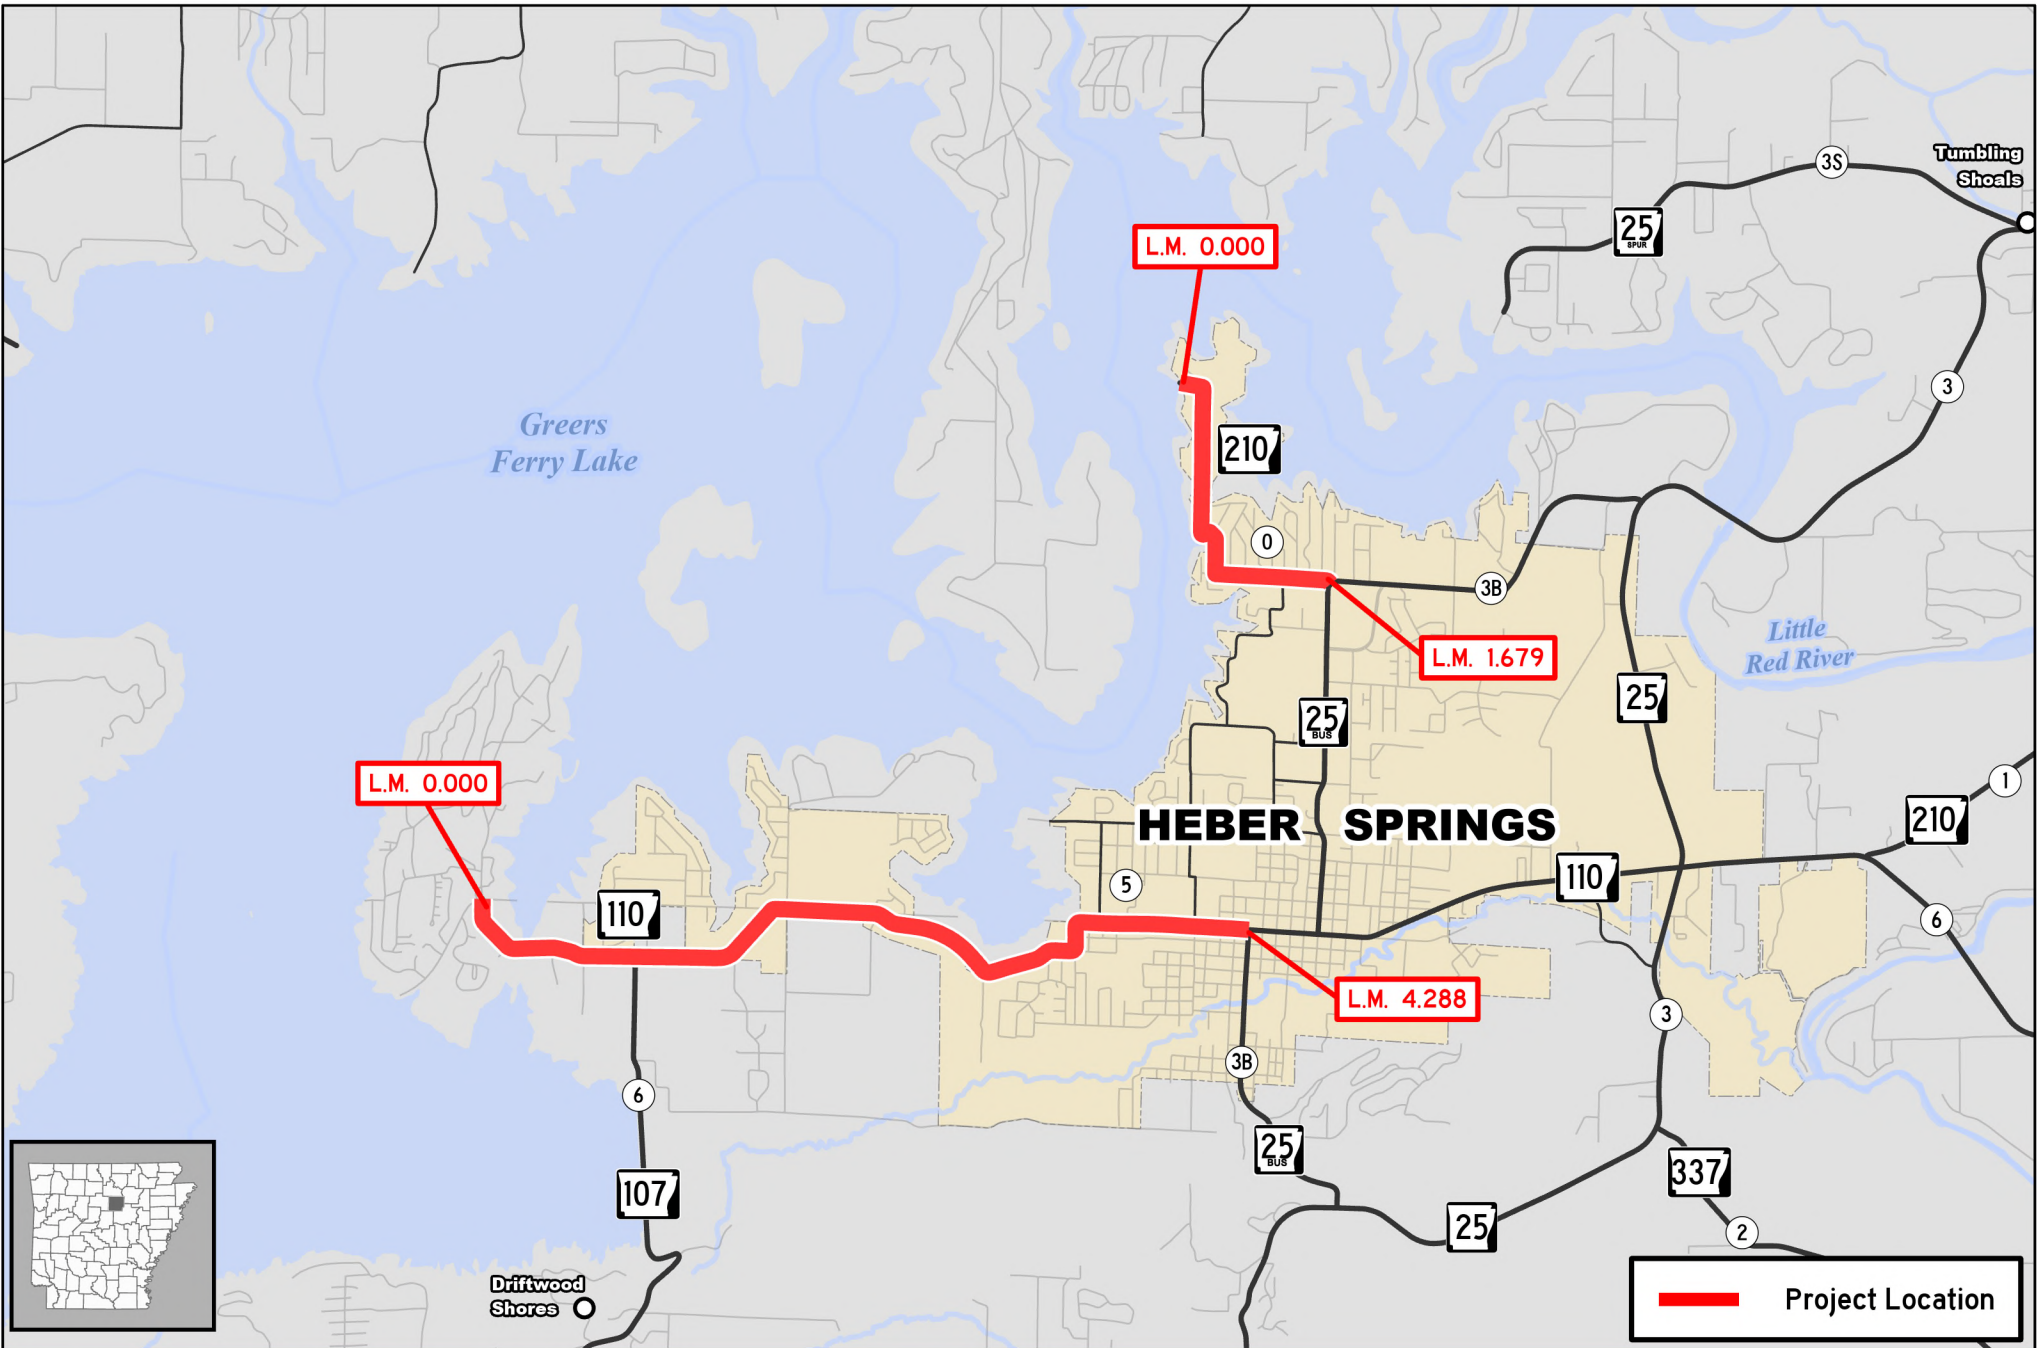 3S
Tumbling
Shoals
25
SPUR
L.M. 0.000
3
Greers
Ferry Lake
210
0
3B
Little
Red River
L.M. 1.679
25
25
BUS
L.M. 0.000
1
210
HEBER SPRINGS
110
5
110
6
L.M. 4.288
3
3B
6
25
BUS
337
107
25
2
Driftwood
Shores
Project Location